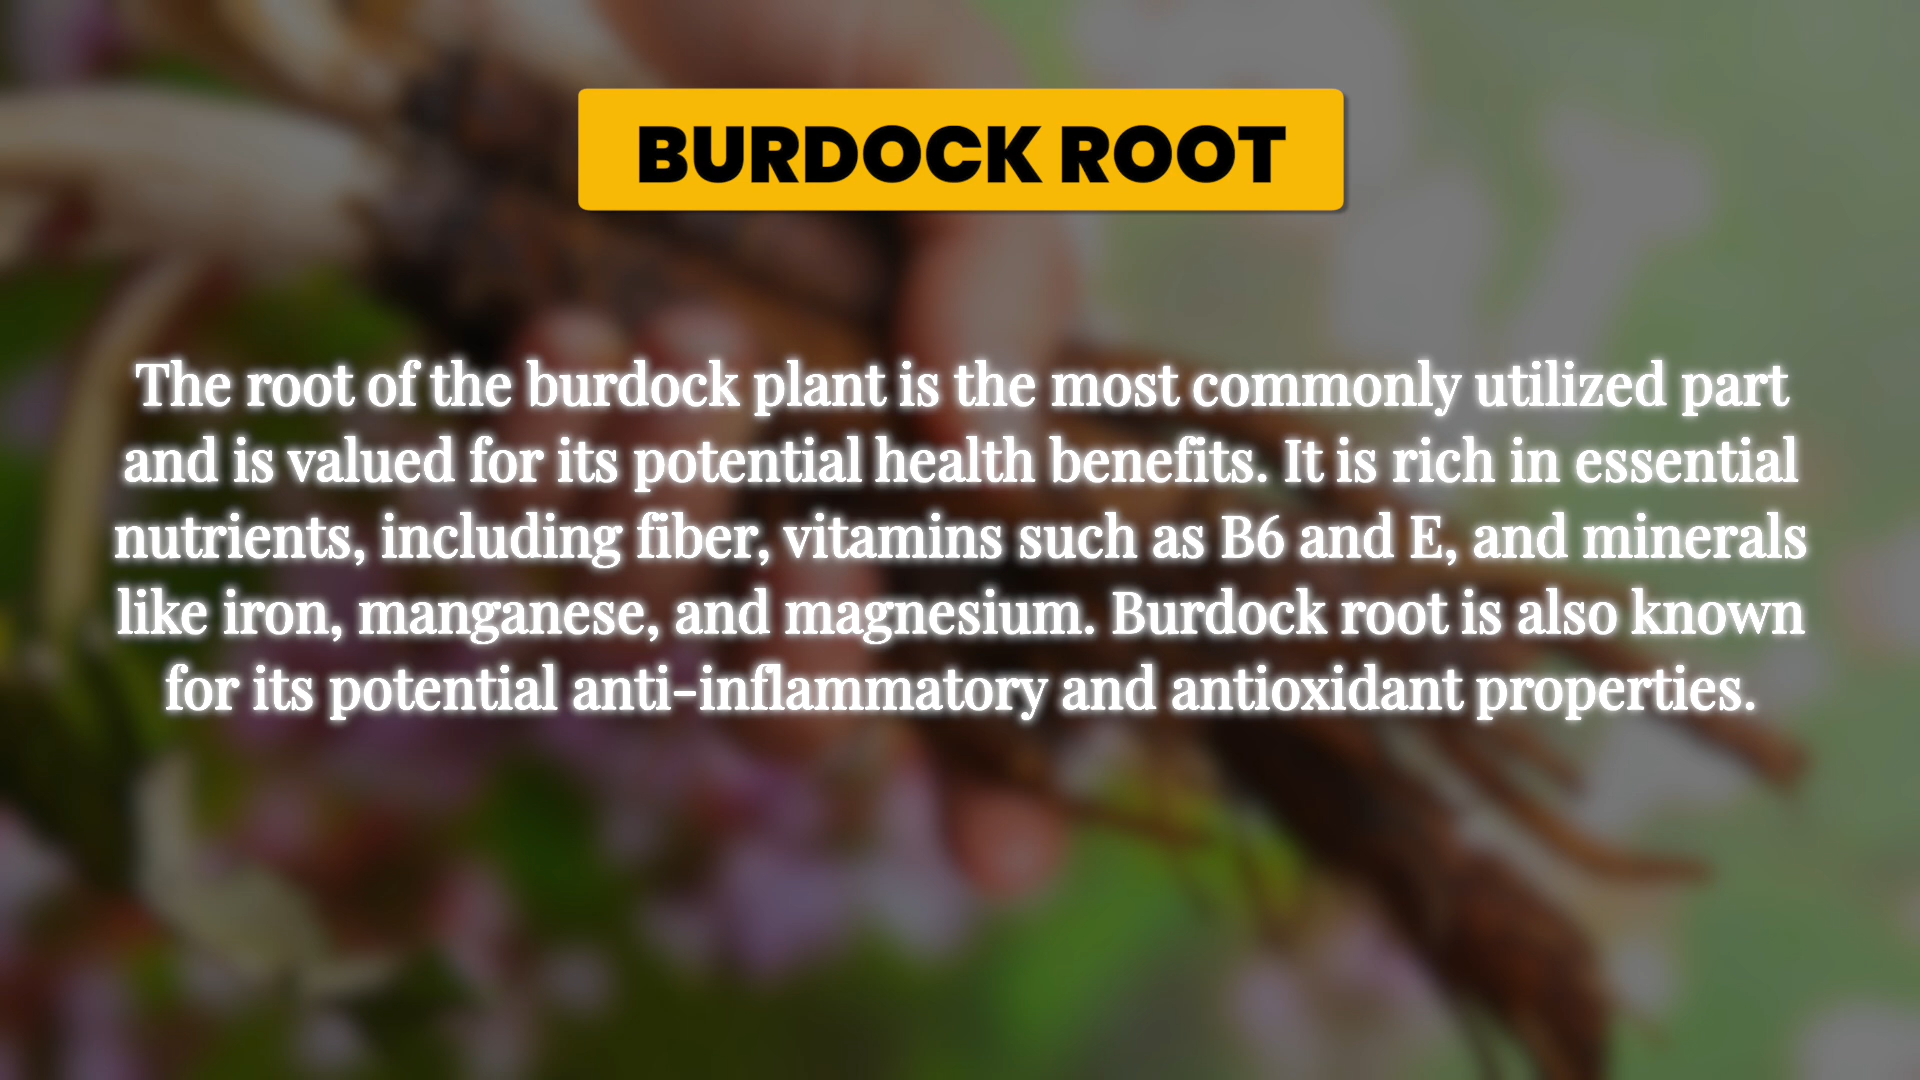 BURDOCK ROOT
The root of the burdock plant is the most commonly utilized part
and is valued for its potential health benefits. It is rich in essential
nutrients, including fiber, vitamins such as B6 and E, and minerals
like iron, manganese, and magnesium. Burdock root is also known
for its potential anti-inflammatory and antioxidant properties.